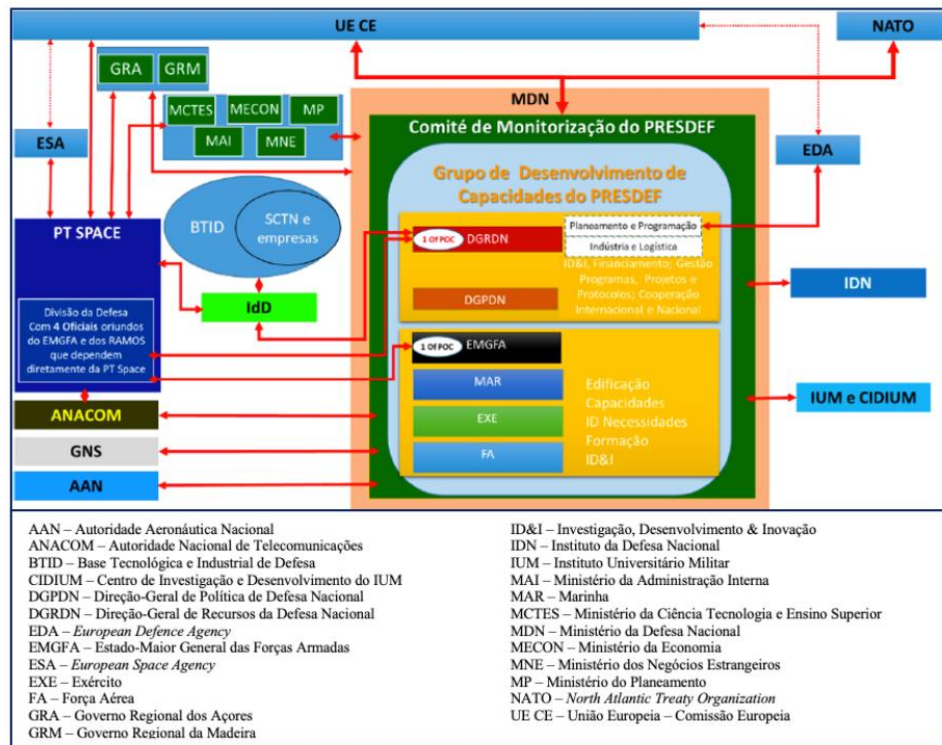 UE CE
NATO
GRA
GRM
MDN
MCTES
MECON
MP
MAI
MNE
Comité de Monitorização do PRESDEF
ESA
EDA
Grupo de Desenvolvimento de
Capacidades do PRESDEF
BTID
SCTN e
empresas
PT SPACE
1 Of POC
DGRDN
Planeamento e Programação
Indústria e Logística
ID&I, Financiamento; Gestão
Programas, Projetos e
Protocolos; Cooperação
Internacional e Nacional
DGPDN
IDN
IdD
Divisão da Defesa
Com 4 Oficiais oriundos
do EMGFA e dos RAMOS
que dependem
diretamente da PT Space
1 Of POC
EMGFA
MAR
EXE
FA
Edificação
Capacidades
ID Necessidades
Formação
ID&I
IUM e CIDIUM
ANACOM
GNS
AAN
AAN – Autoridade Aeronáutica Nacional
ANACOM – Autoridade Nacional de Telecomunicações
BTID – Base Tecnológica e Industrial de Defesa
CIDIUM – Centro de Investigação e Desenvolvimento do IUM
DGPDN – Direção-Geral de Política de Defesa Nacional
DGRDN – Direção-Geral de Recursos da Defesa Nacional
EDA – European Defence Agency
EMGFA – Estado-Maior General das Forças Armadas
ESA – European Space Agency
EXE – Exército
FA – Força Aérea
GRA – Governo Regional dos Açores
GRM – Governo Regional da Madeira
ID&I – Investigação, Desenvolvimento & Inovação
IDN – Instituto da Defesa Nacional
IUM – Instituto Universitário Militar
MAI – Ministério da Administração Interna
MAR – Marinha
MCTES – Ministério da Ciência Tecnologia e Ensino Superior
MDN – Ministério da Defesa Nacional
MECON – Ministério da Economia
MNE – Ministério dos Negócios Estrangeiros
MP – Ministério do Planeamento
NATO – North Atlantic Treaty Organization
UE CE – União Europeia – Comissão Europeia